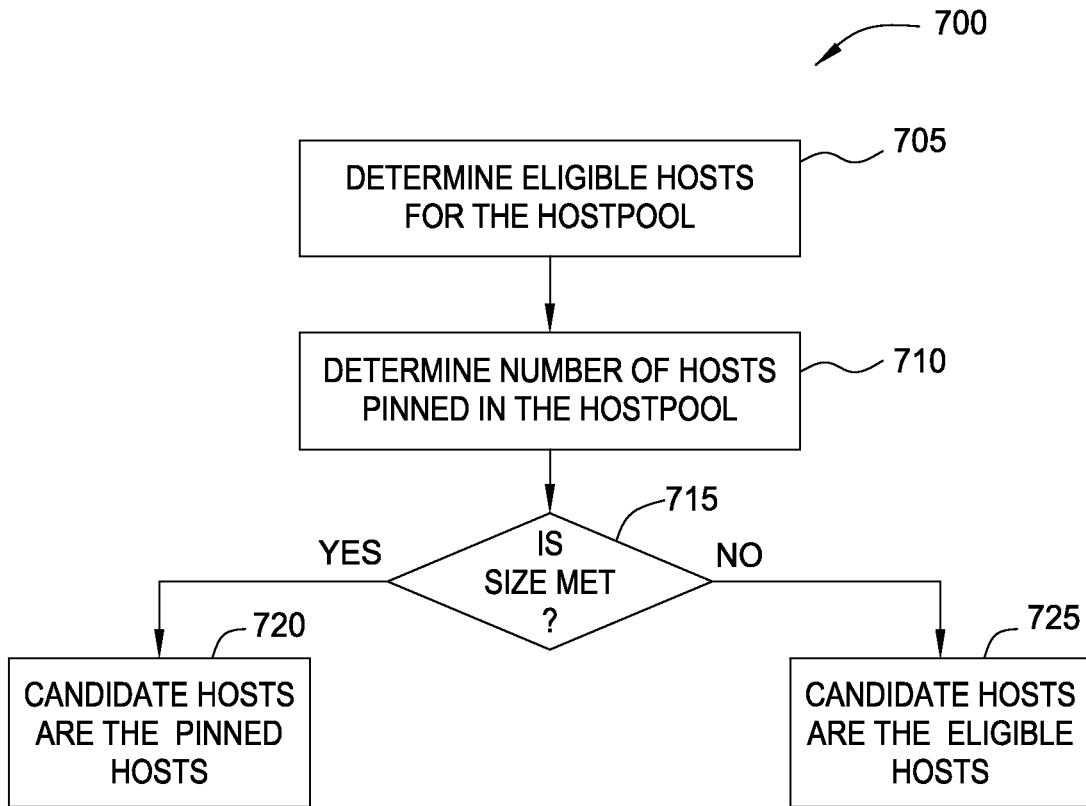 700
705
DETERMINE ELIGIBLE HOSTS
FOR THE HOSTPOOL
710
DETERMINE NUMBER OF HOSTS
PINNED IN THE HOSTPOOL
715
IS
SIZE MET
?
YES
NO
720
CANDIDATE HOSTS
ARE THE PINNED
HOSTS
725
CANDIDATE HOSTS
ARE THE ELIGIBLE
HOSTS